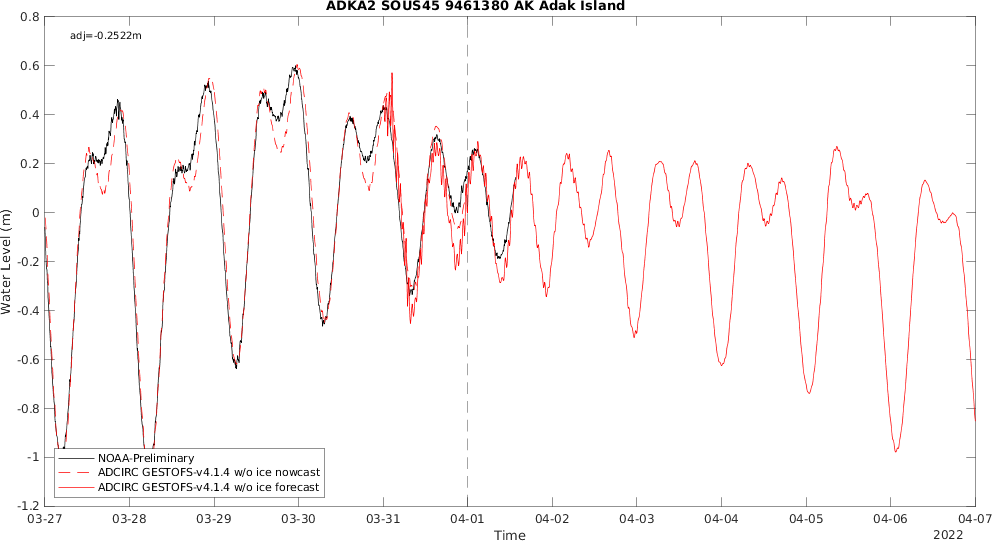 ADKA2 SOUS45 9461380 AK Adak Island
adj=-0.2522m
0.8
0.6
0.4
0.2
0
-0.2
-0.4
-0.6
-0.8
-1
-1.2
Water Level (m)
NOAA-Preliminary
ADCIRC GESTOFS-v4.1.4 w/o ice nowcast
ADCIRC GESTOFS-v4.1.4 w/o ice forecast
03-27 03-28 03-29 03-30 03-31 04-01 04-02 04-03 04-04 04-05 04-06 04-07
Time
2022